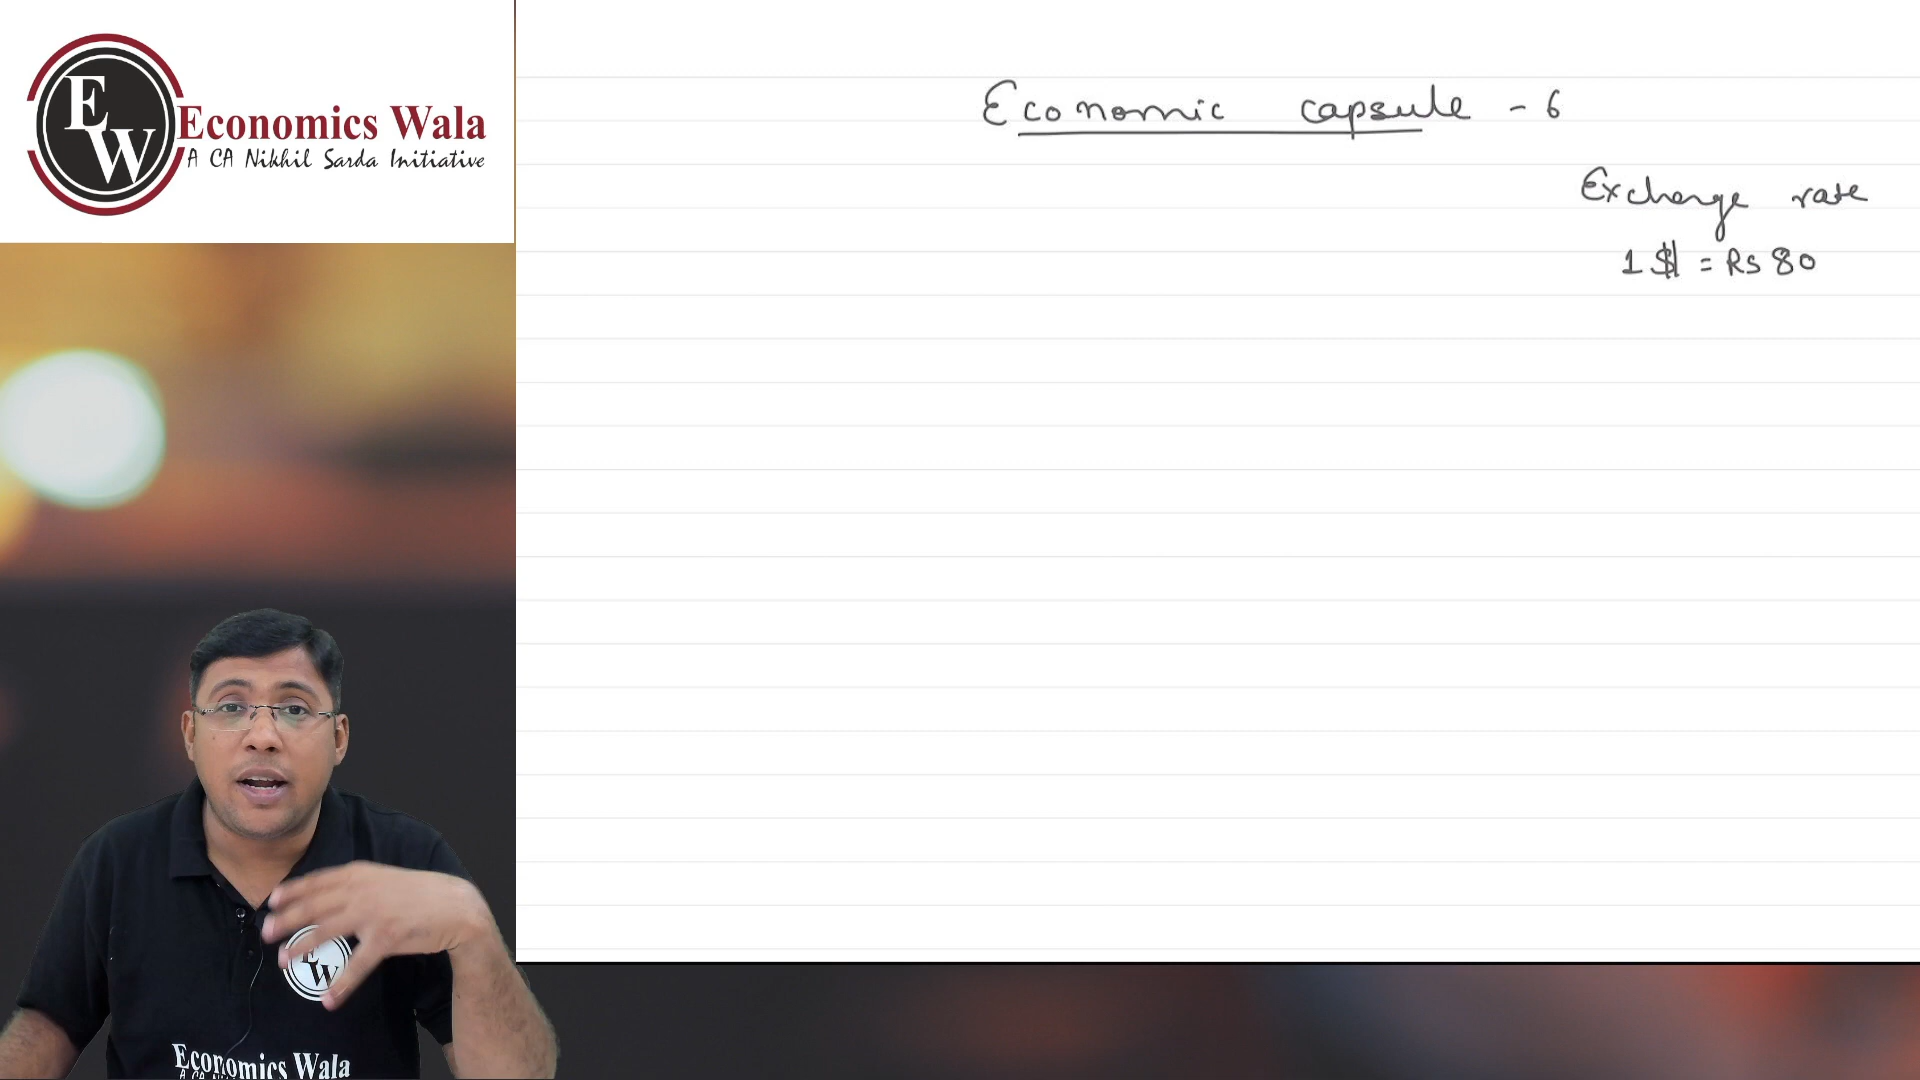 E
W
Economics Wala
A CA Nikhil Sarda Initiative
Economic capsule - 6
Exchange rate
1 $ = Rs 80
E
W
Economics Wala